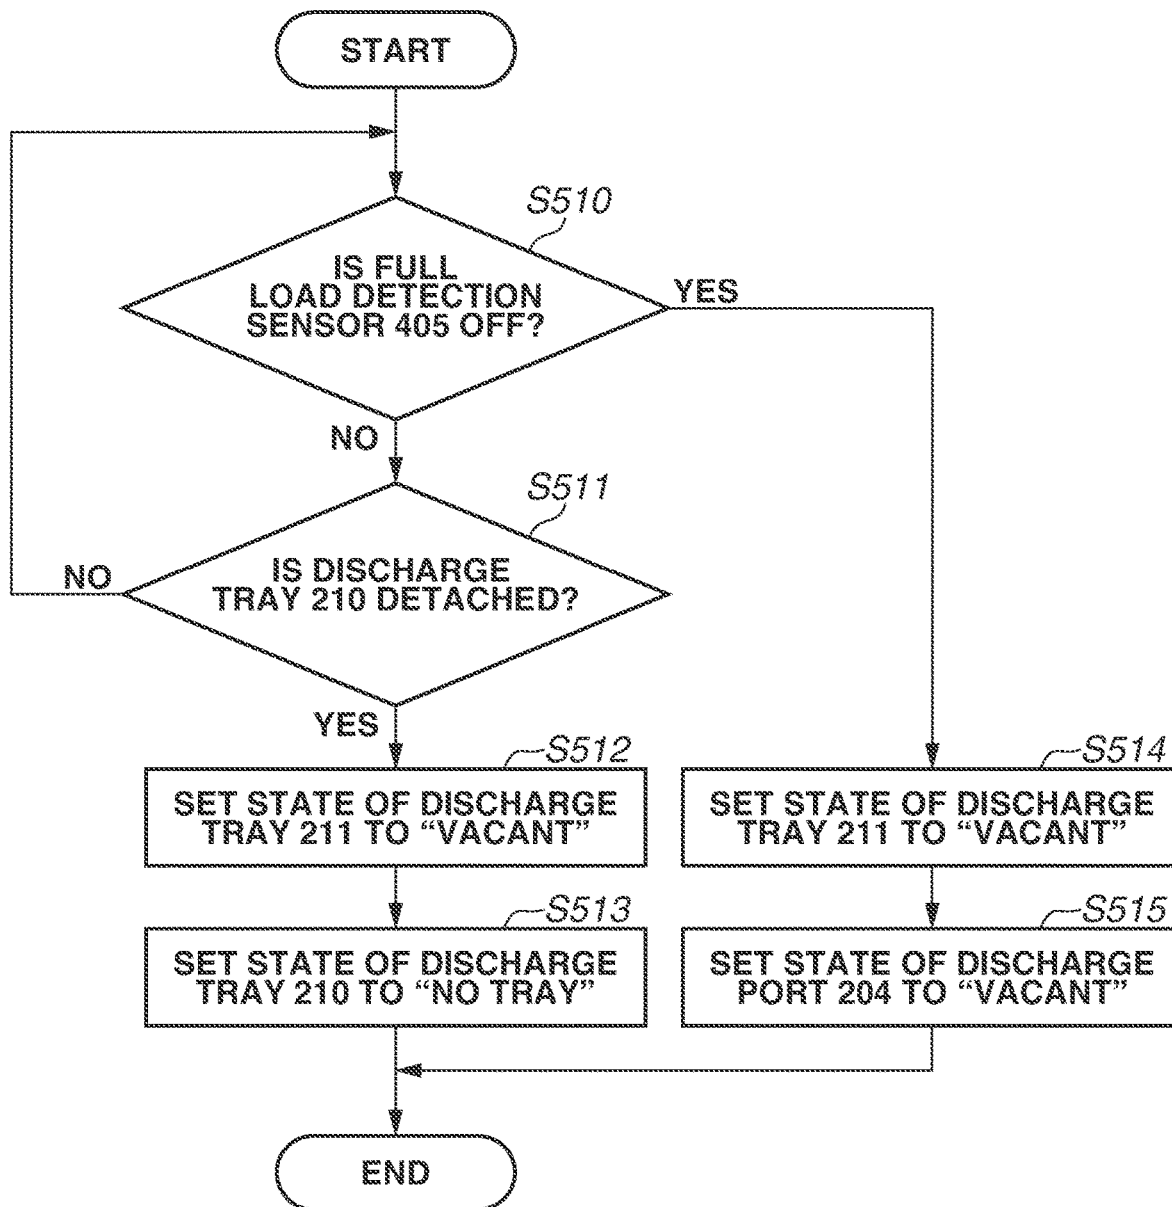 START
S510
IS FULL
LOAD DETECTION
SENSOR 405 OFF?
YES
NO
S511
IS DISCHARGE
TRAY 210 DETACHED?
NO
YES
S512
SET STATE OF DISCHARGE
TRAY 211 TO “VACANT”
S514
SET STATE OF DISCHARGE
TRAY 211 TO “VACANT”
S513
SET STATE OF DISCHARGE
TRAY 210 TO “NO TRAY”
S515
SET STATE OF DISCHARGE
PORT 204 TO “VACANT”
END